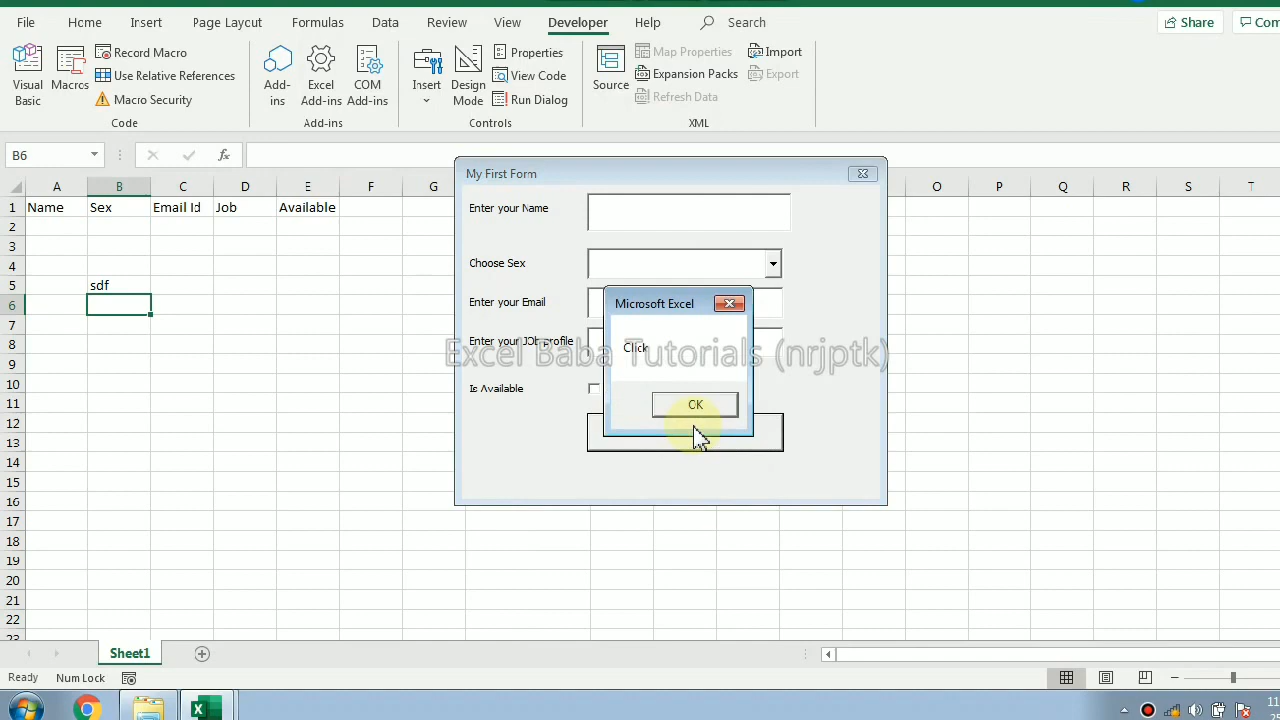 File Home Insert Page Layout Formulas Data Review View Developer Help Search Share
Visual Basic
Macros
Record Macro
Use Relative References
Macro Security
Code
Add-ins
Excel Add-ins
COM Add-ins
Add-ins
Insert
Design Mode
Properties
View Code
Run Dialog
Controls
Source
Map Properties
Expansion Packs
Refresh Data
Import
Export
XML
B6
fx
A B C D E F G O P Q R S T
1 Name Sex Email Id Job Available
2
3
4
5 sdf
6
7
8
9
10
11
12
13
14
15
16
17
18
19
20
21
22
My First Form
Enter your Name
Choose Sex
Enter your Email
Enter your JOb profile
Is Available
Microsoft Excel
Click
OK
Excel Baba Tutorials (nrjptk)
Sheet1
Ready Num Lock